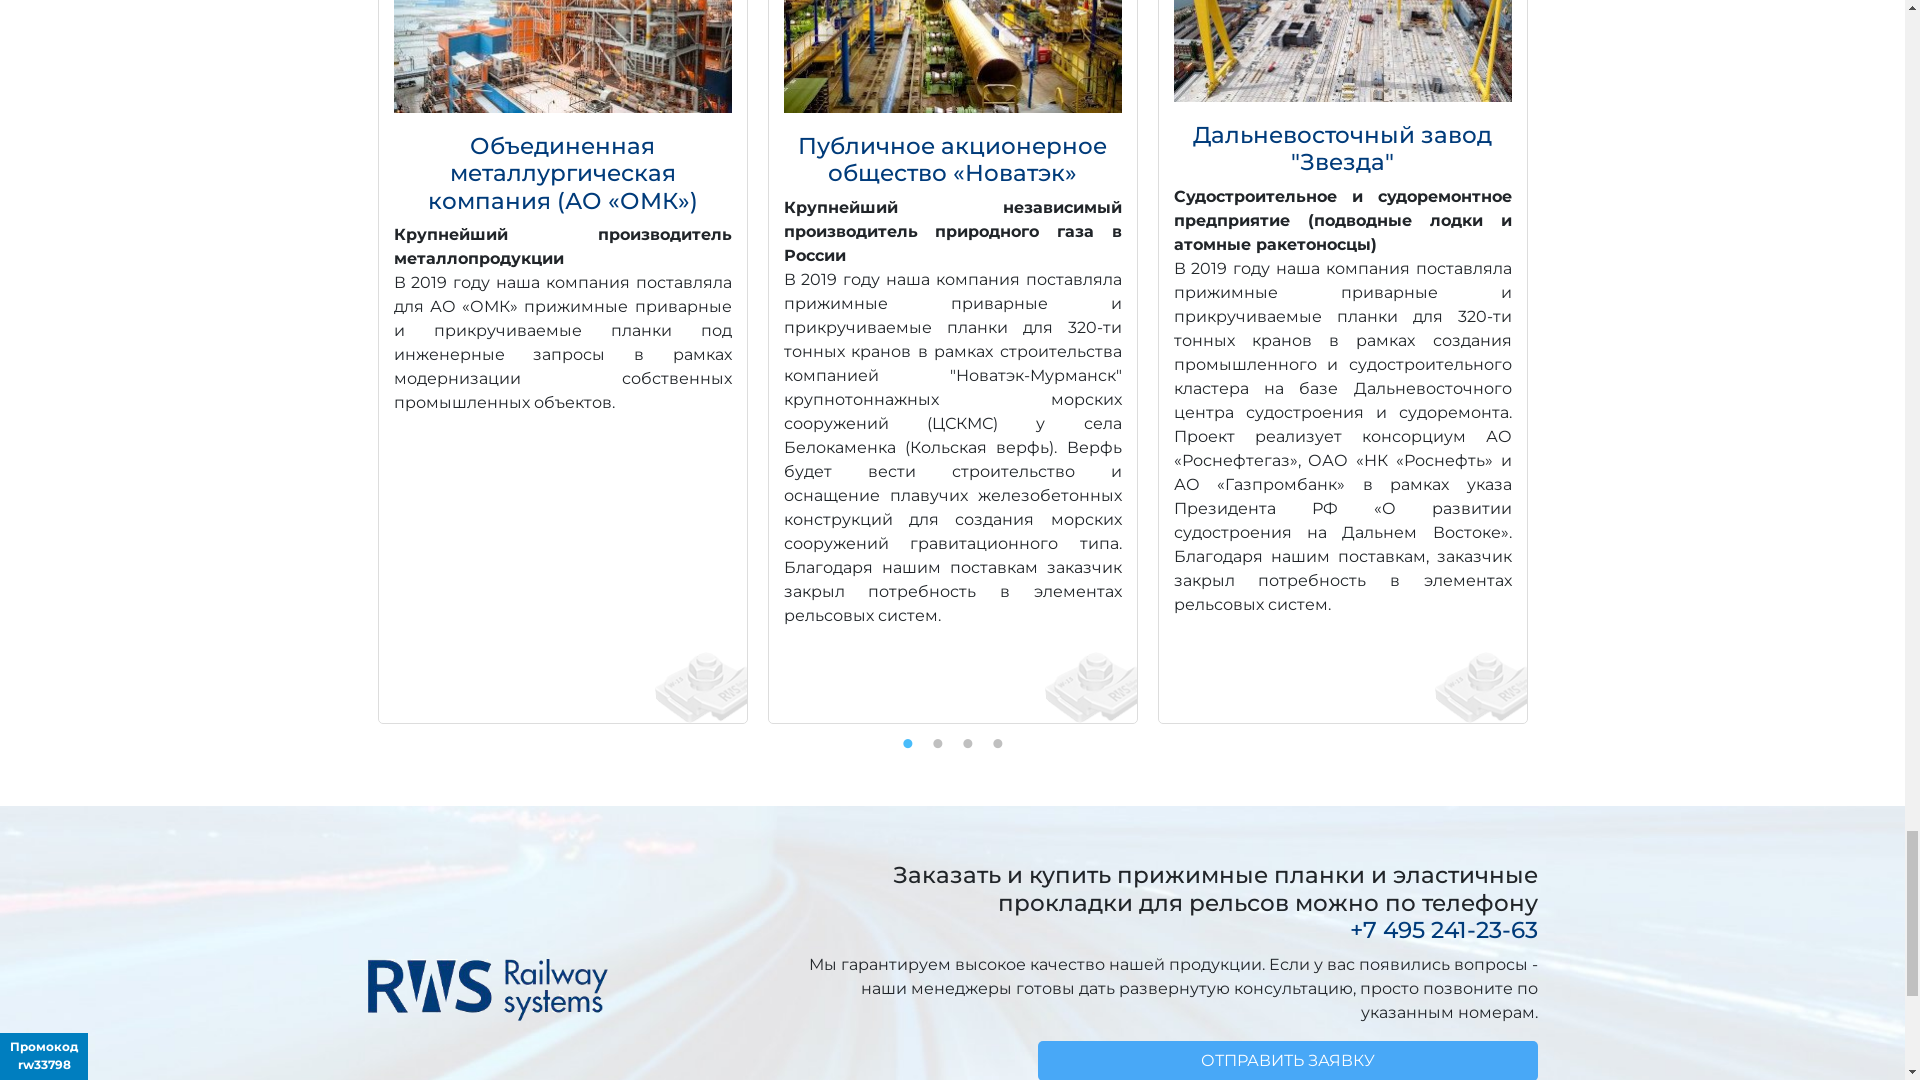 Объединенная
металлургическая
компания (АО «ОМК»)
Крупнейший производитель
металлопродукции
В 2019 году наша компания поставляла
для АО «ОМК» прижимные приварные
и прикручиваемые планки под
инженерные запросы в рамках
модернизации собственных
промышленных объектов.
Публичное акционерное
общество «Новатэк»
Крупнейший независимый
производитель природного газа в
России
В 2019 году наша компания поставляла
прижимные приварные и
прикручиваемые планки для 320-ти
тонных кранов в рамках строительства
компанией "Новатэк-Мурманск"
крупнотоннажных морских
сооружений (ЦСКМС) у села
Белокаменка (Кольская верфь). Верфь
будет вести строительство и
оснащение плавучих железобетонных
конструкций для создания морских
сооружений гравитационного типа.
Благодаря нашим поставкам заказчик
закрыл потребность в элементах
рельсовых систем.
Дальневосточный завод
"Звезда"
Судостроительное и судоремонтное
предприятие (подводные лодки и
атомные ракетоносцы)
В 2019 году наша компания поставляла
прижимные приварные и
прикручиваемые планки для 320-ти
тонных кранов в рамках создания
промышленного и судостроительного
кластера на базе Дальневосточного
центра судостроения и судоремонта.
Проект реализует консорциум АО
«Роснефтегаз», ОАО «НК «Роснефть» и
АО «Газпромбанк» в рамках указа
Президента РФ «О развитии
судостроения на Дальнем Востоке».
Благодаря нашим поставкам, заказчик
закрыл потребность в элементах
рельсовых систем.
Заказать и купить прижимные планки и эластичные
прокладки для рельсов можно по телефону
+7 495 241-23-63
Мы гарантируем высокое качество нашей продукции. Если у вас появились вопросы -
наши менеджеры готовы дать развернутую консультацию, просто позвоните по
указанным номерам.
ОТПРАВИТЬ ЗАЯВКУ
RWS Railway
systems
Промокод
rw33798